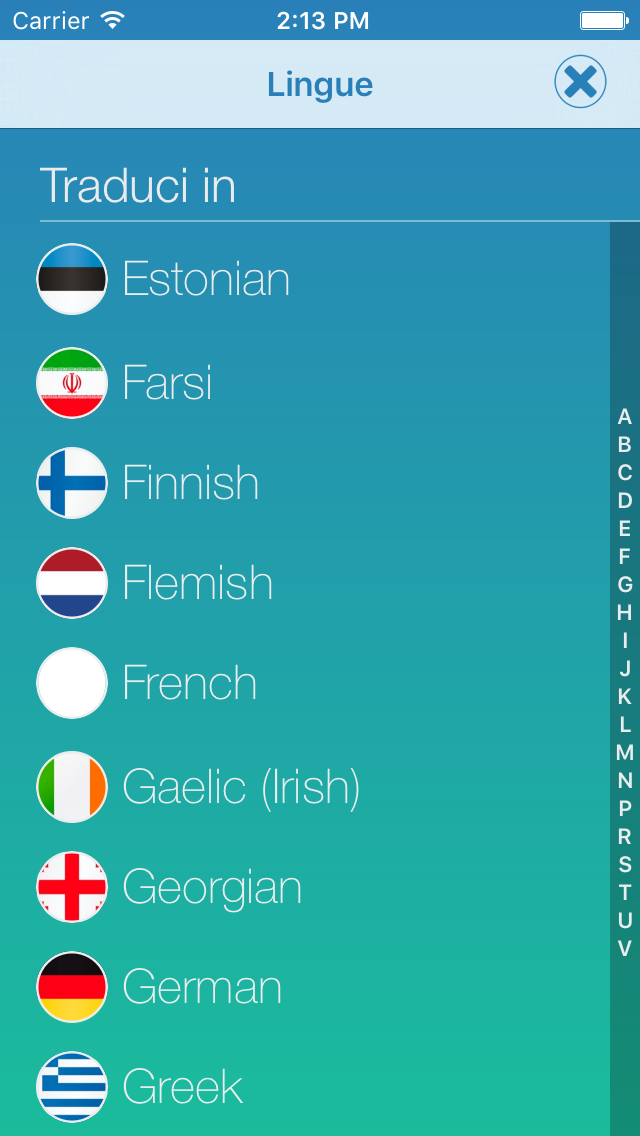 Carrier 2:13 PM
Lingue
Traduci in
Estonian
Farsi
Finnish
Flemish
French
Gaelic (Irish)
Georgian
German
Greek
A
B
C
D
E
F
G
H
I
J
K
L
M
N
P
R
S
T
U
V